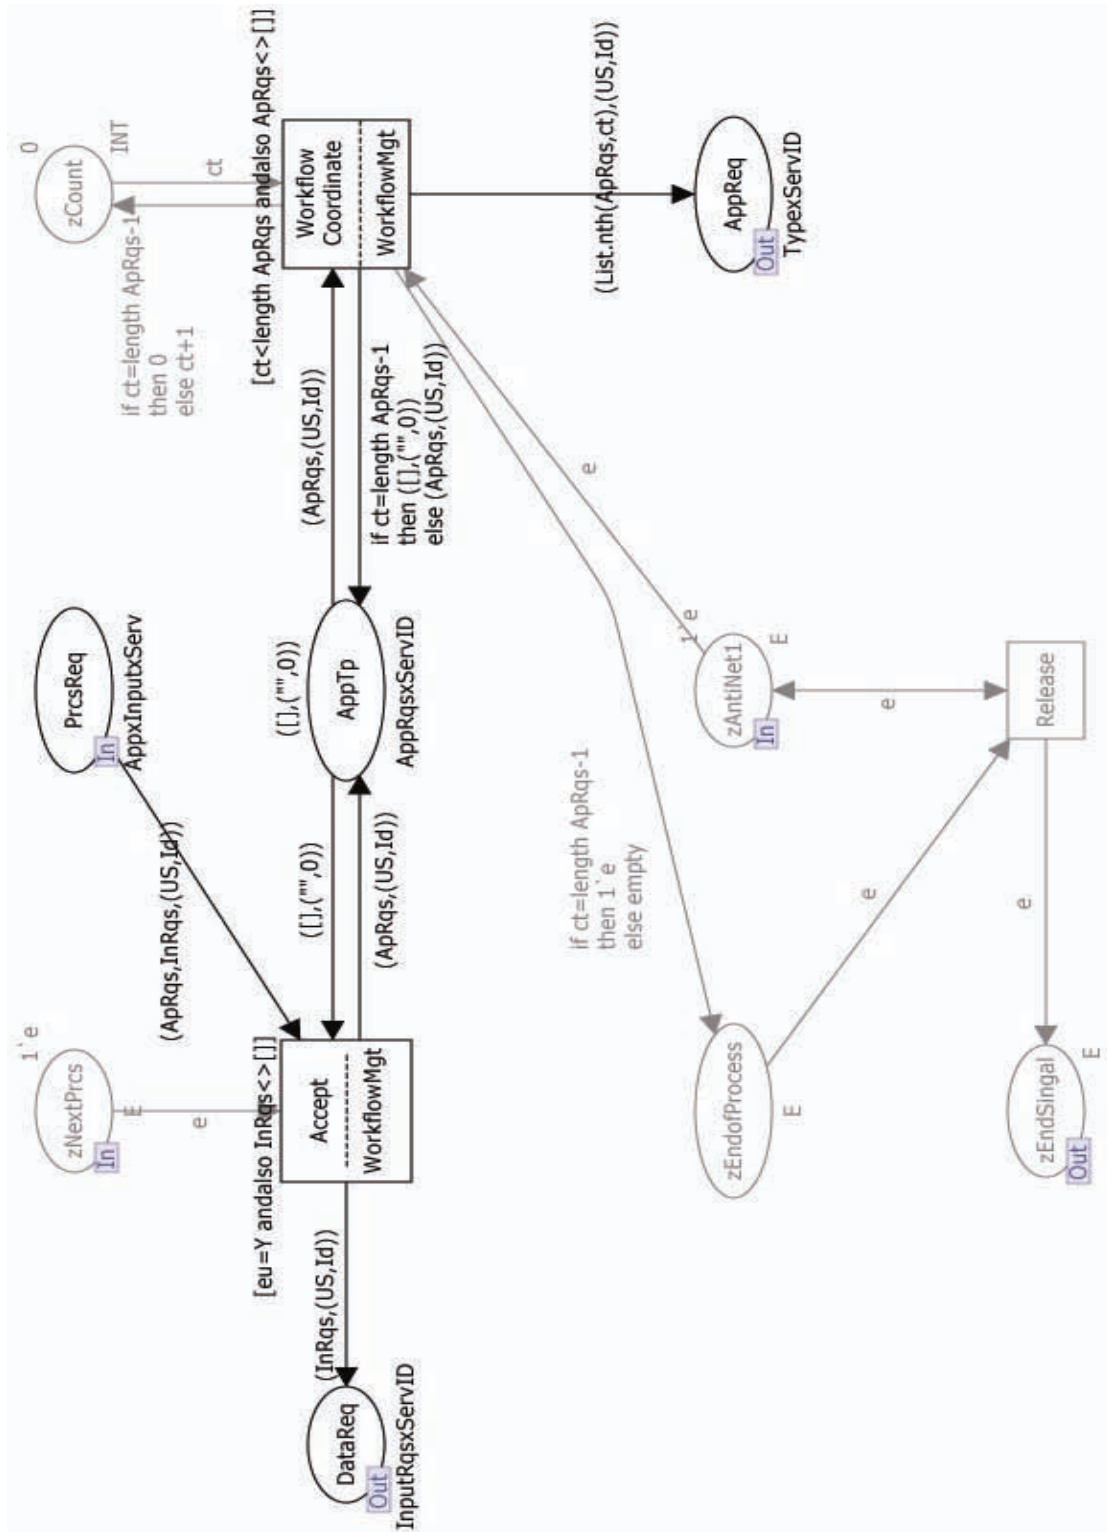 1`e
zNextPrcs
In
E
e
PrcsReq
In
AppxInputxServ
(ApRqs,InRqs,(US,Id))
0
zCount
INT
if ct=length ApRqs-1
then 0
else ct+1
ct
[eu=Y andalso InRqs<>[]]
Accept
WorkflowMgt
(InRqs,(US,Id))
DataReq
Out
InputRqsxServID
([],("",0))
(ApRqs,(US,Id))
([],("",0))
AppTp
AppRqsxServID
(ApRqs,(US,Id))
if ct=length ApRqs-1
then ([],("",0))
else (ApRqs,(US,Id))
[ct<length ApRqs andalso ApRqs<>[]]
Workflow
Coordinate
WorkflowMgt
(List.nth(ApRqs,ct),(US,Id))
AppReq
Out
TypexServID
if ct=length ApRqs-1
then 1`e
else empty
e
zEndofProcess
E
1`e
zAntiNet1
In
E
e
e
Release
e
zEndSingal
Out
E